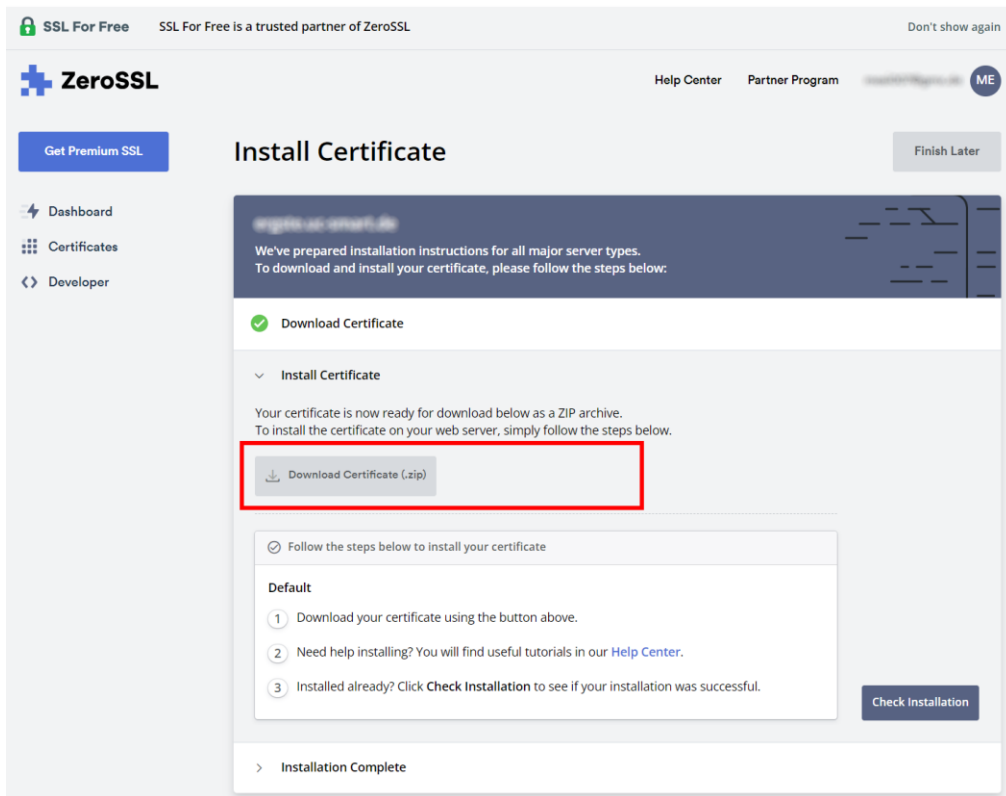 SSL For Free
SSL For Free is a trusted partner of ZeroSSL
Don't show again
ZeroSSL
Help Center
Partner Program
ME
Get Premium SSL
Install Certificate
Finish Later
Dashboard
Certificates
Developer
We've prepared installation instructions for all major server types.
To download and install your certificate, please follow the steps below:
Download Certificate
Install Certificate
Your certificate is now ready for download below as a ZIP archive.
To install the certificate on your web server, simply follow the steps below.
Download Certificate (.zip)
Follow the steps below to install your certificate
Default
1 Download your certificate using the button above.
2 Need help installing? You will find useful tutorials in our Help Center.
3 Installed already? Click Check Installation to see if your installation was successful.
Check Installation
Installation Complete